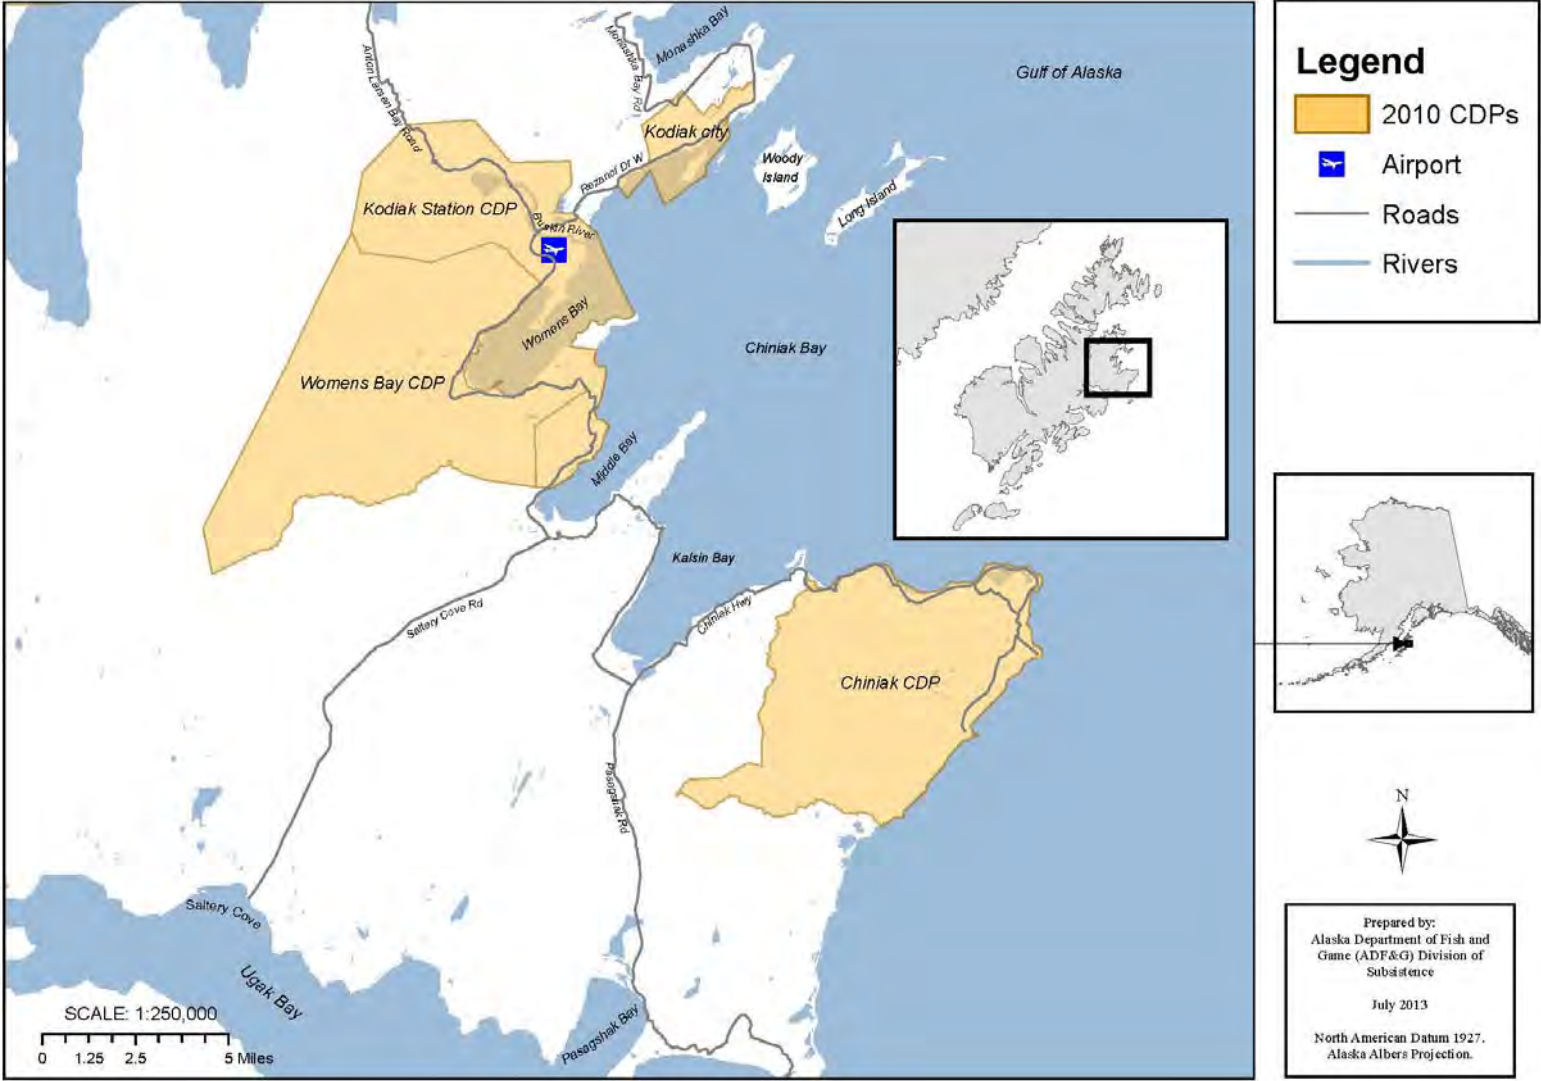 Monashka Bay
Monashka Bay Rd
Anton Larsen Bay Road
Gulf of Alaska
Kodiak city
Rezanof Dr W
Woody
Island
Long Island
Kodiak Station CDP
Buskin River
Womens Bay
Chiniak Bay
Womens Bay CDP
Middle Bay
Kalsin Bay
Chiniak Hwy
Saltery Cove Rd
Chiniak CDP
Pasagshak Rd
Saltery Cove
Ugak Bay
Pasagshak Bay
SCALE: 1:250,000
0 1.25 2.5 5 Miles
Legend
2010 CDPs
Airport
Roads
Rivers
N
Prepared by:
Alaska Department of Fish and
Game (ADF&G) Division of
Subsistence
July 2013
North American Datum 1927.
Alaska Albers Projection.